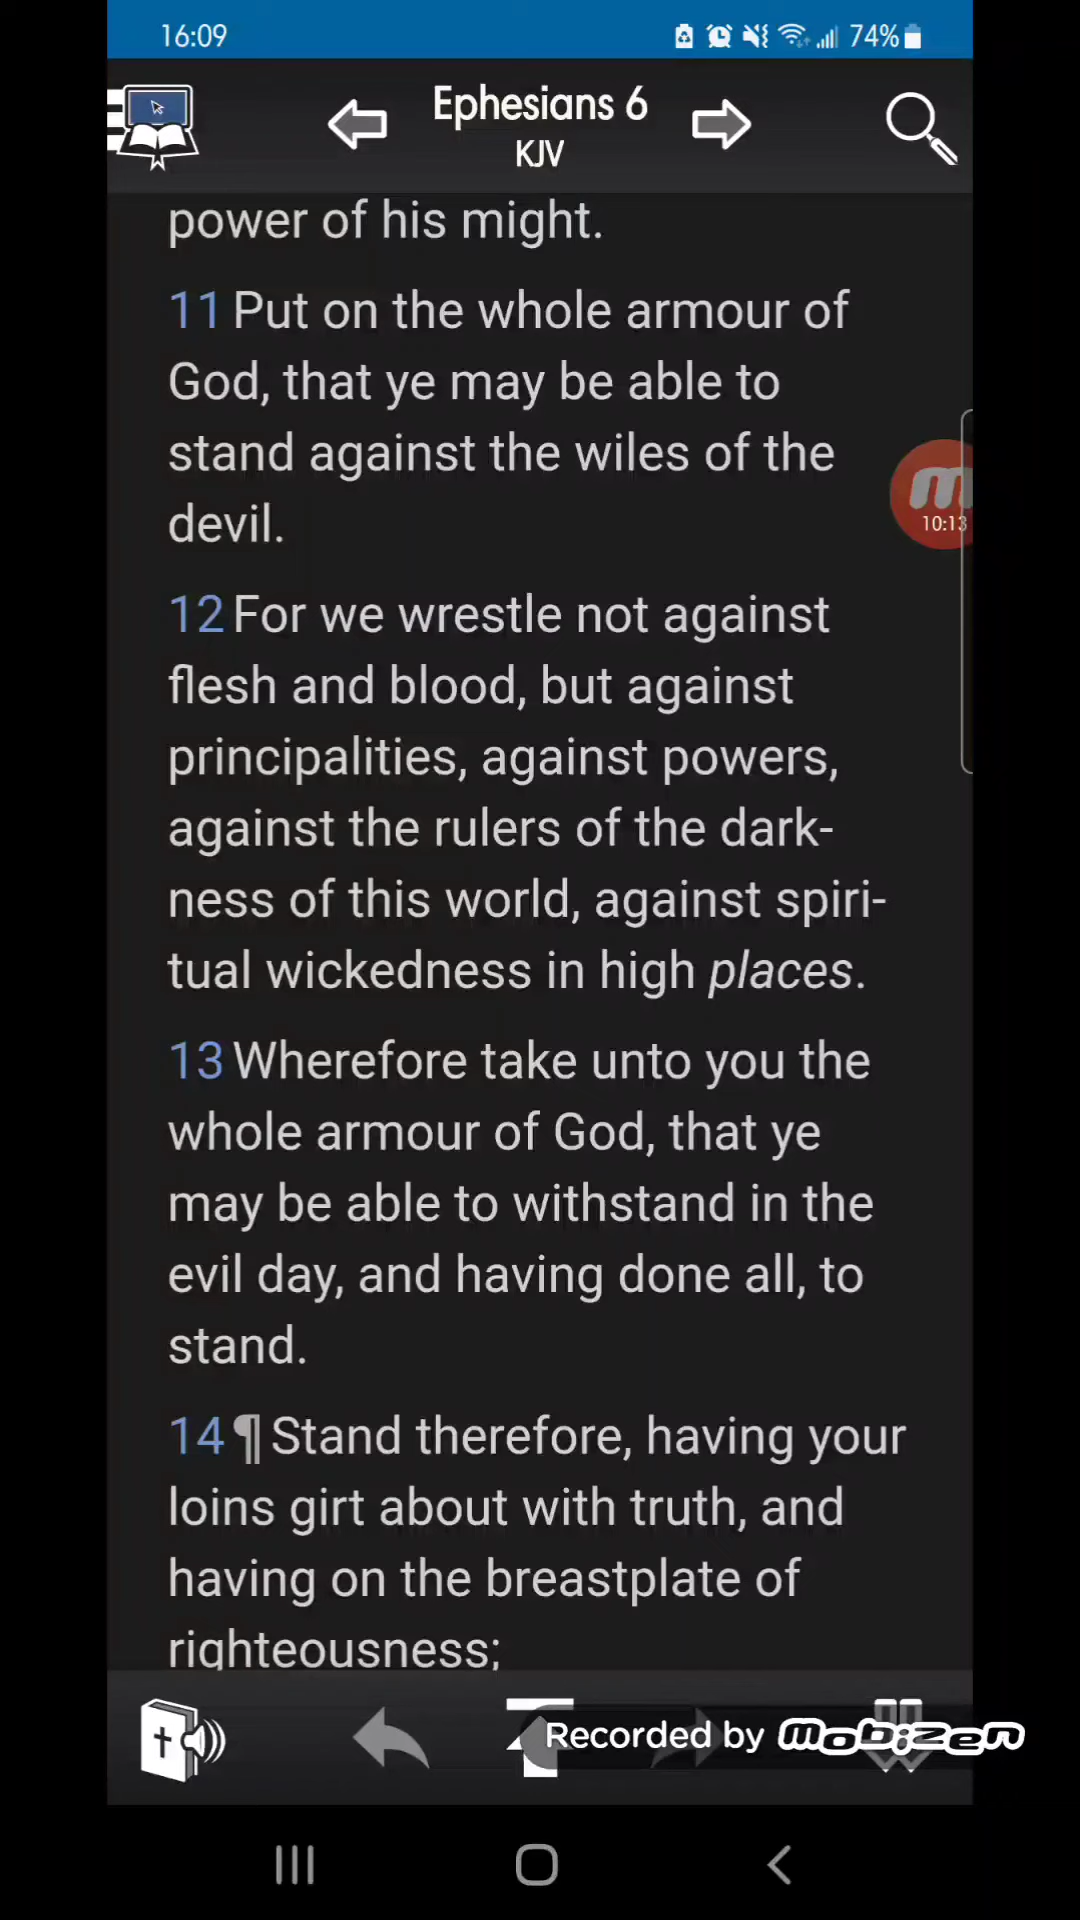 16:09
74%
Ephesians 6
KJV
power of his might.
11 Put on the whole armour of
God, that ye may be able to
stand against the wiles of the
devil.
m
10:13
12 For we wrestle not against
flesh and blood, but against
principalities, against powers,
against the rulers of the dark-
ness of this world, against spiri-
tual wickedness in high places.
13 Wherefore take unto you the
whole armour of God, that ye
may be able to withstand in the
evil day, and having done all, to
stand.
14 ¶ Stand therefore, having your
loins girt about with truth, and
having on the breastplate of
righteousness;
Recorded by Mobizen